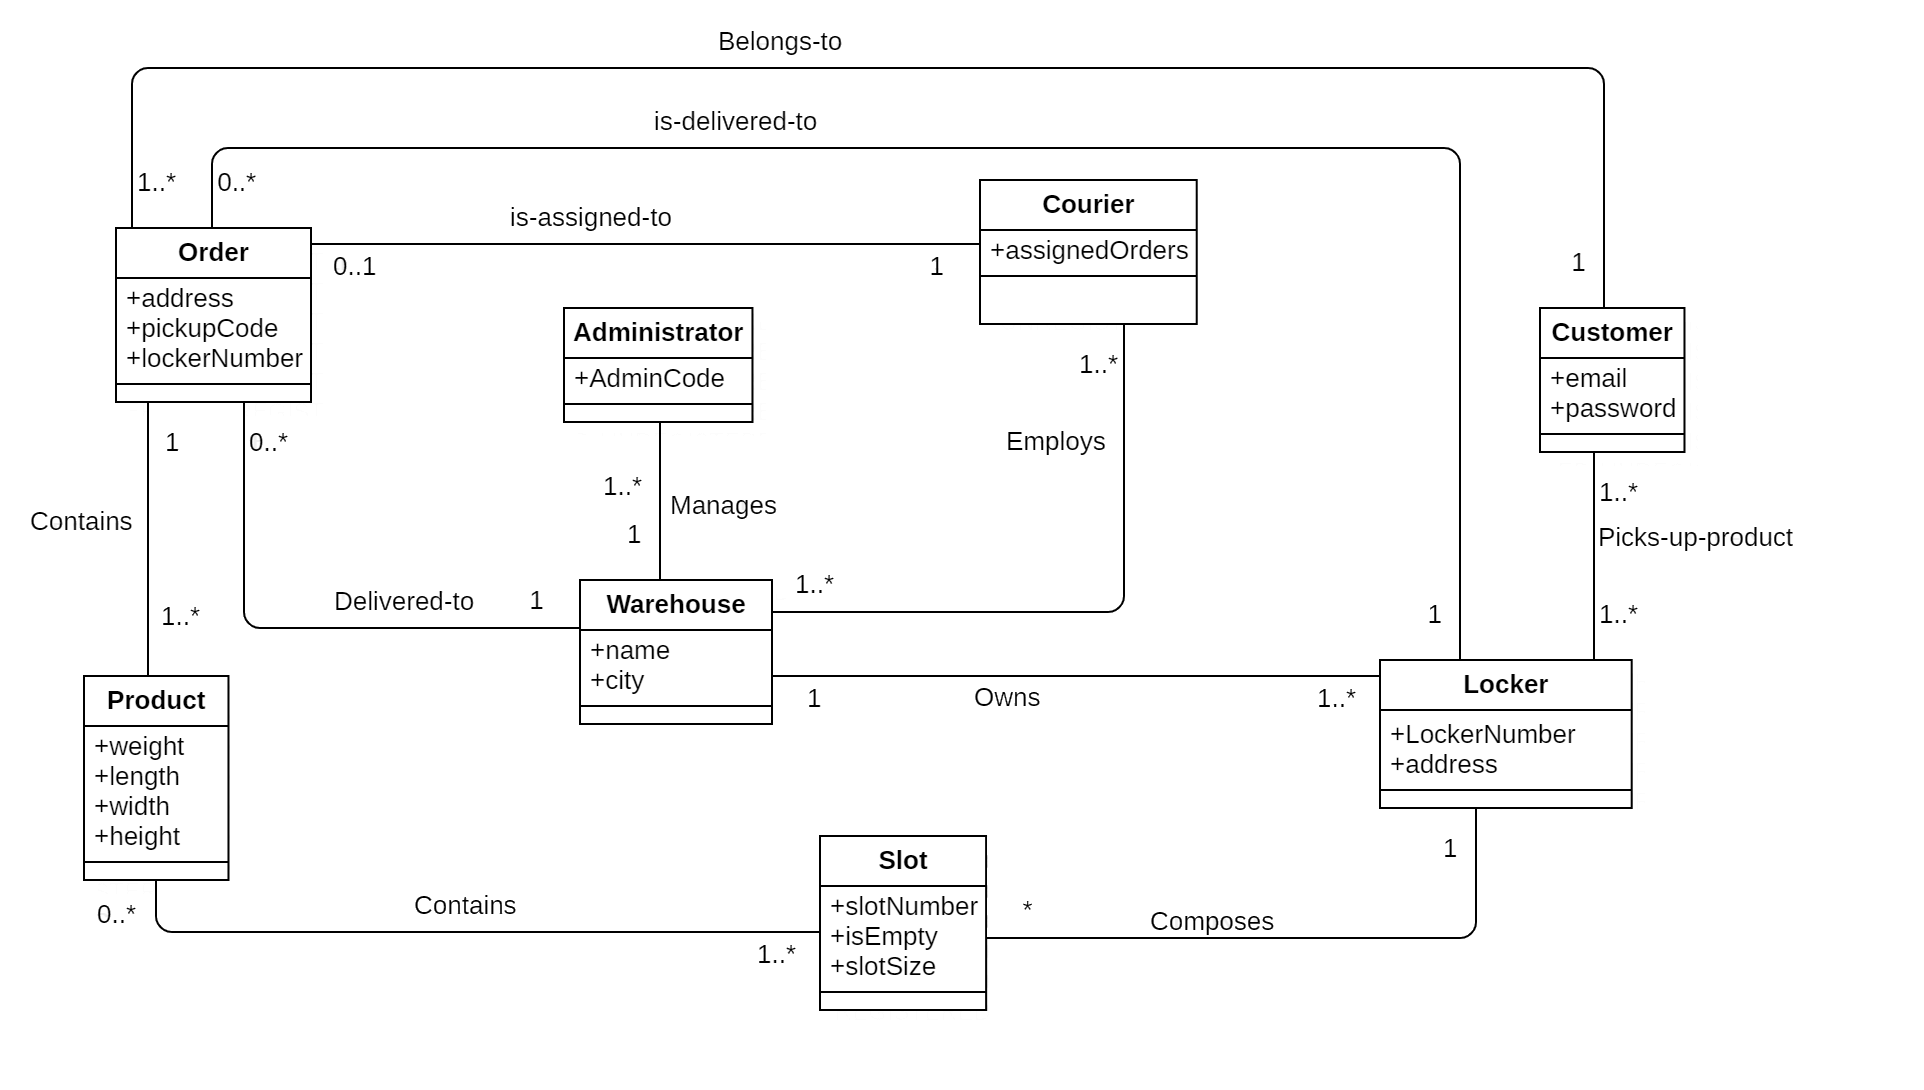 Belongs-to
is-delivered-to
1..*
0..*
is-assigned-to
Courier
+assignedOrders
Order
+address
+pickupCode
+lockerNumber
0..1
1
1
Administrator
+AdminCode
Customer
+email
+password
1..*
1
0..*
Employs
1..*
Manages
1
1..*
Picks-up-product
1..*
Contains
1..*
Delivered-to
1
1..*
Warehouse
+name
+city
1
1
Owns
1..*
Locker
+LockerNumber
+address
Product
+weight
+length
+width
+height
0..*
Contains
1..*
Slot
+slotNumber
+isEmpty
+slotSize
*
Composes
1